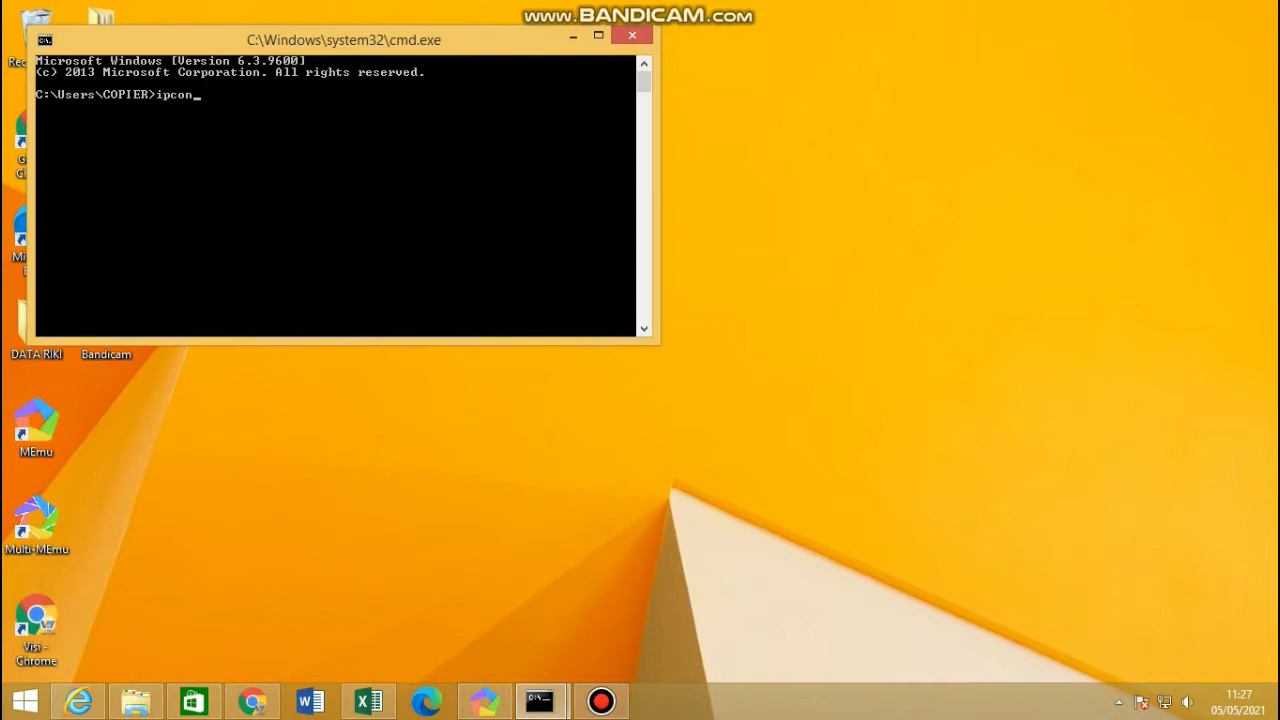 www.BANDICAM.com
C:\Windows\system32\cmd.exe
Microsoft Windows [Version 6.3.9600]
(c) 2013 Microsoft Corporation. All rights reserved.
C:\Users\COPIER>ipcon_
DATA RIKI
Bandicam
MEmu
Multi-MEmu
Visi -
Chrome
11:27
05/05/2021